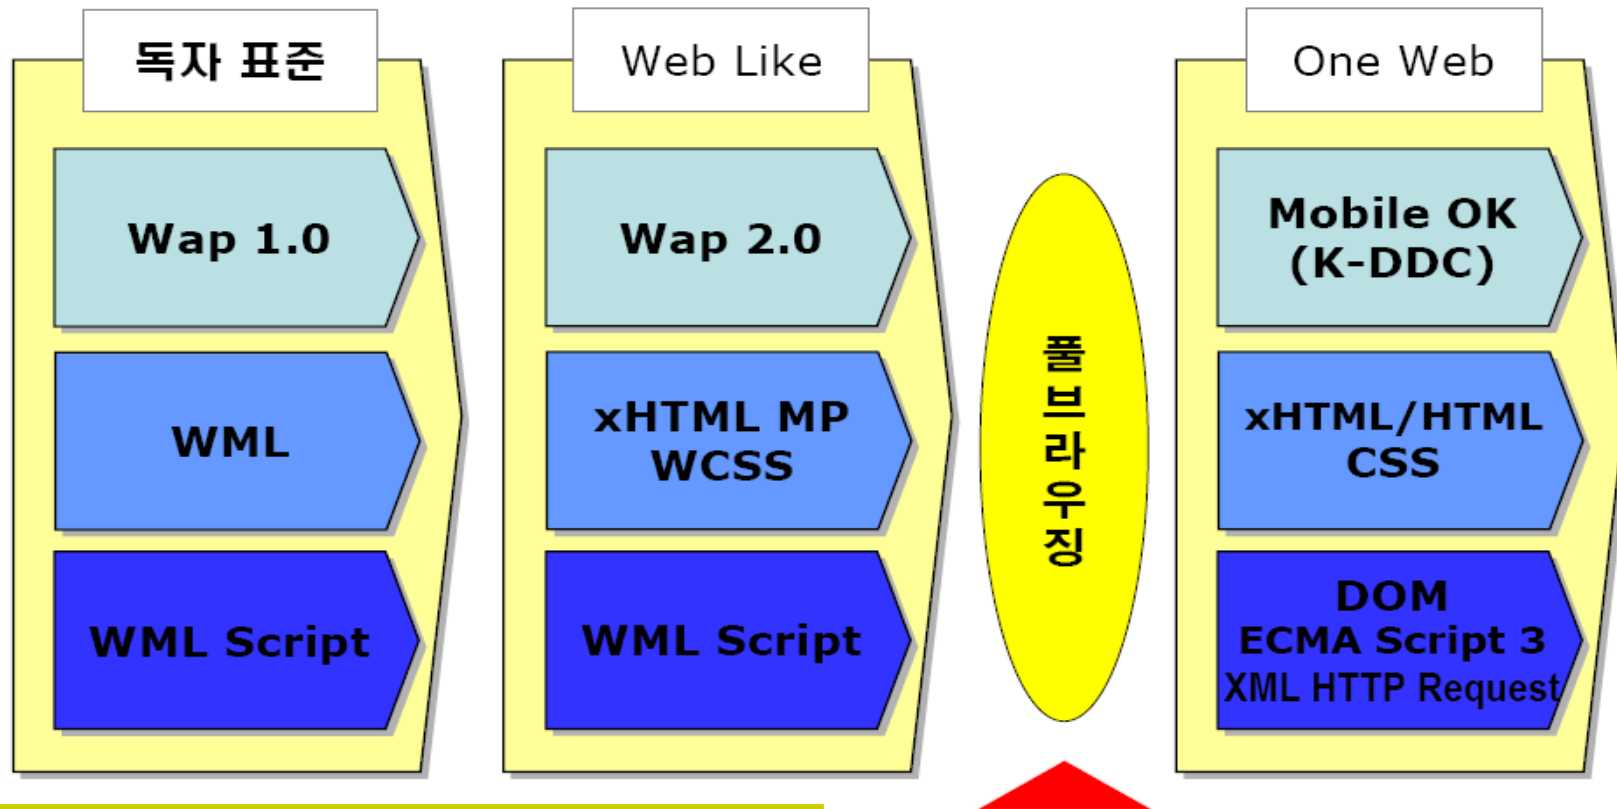 독자 표준
Wap 1.0
WML
WML Script
Web Like
Wap 2.0
xHTML MP
WCSS
WML Script
풀
브
라
우
징
One Web
Mobile OK
(K-DDC)
xHTML/HTML
CSS
DOM
ECMA Script 3
XML HTTP Request